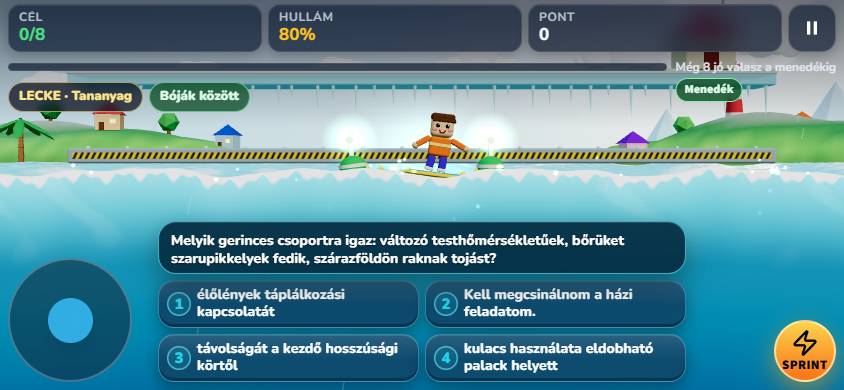 CÉL
0/8
HULLÁM
80%
PONT
0
Még 8 jó válasz a menedékig
LECKE · Tananyag
Bóják között
Menedék
Melyik gerinces csoportra igaz: változó testhőmérsékletűek, bőrüket
szarupikkelyek fedik, szárazföldön raknak tojást?
1 élőlények táplálkozási
kapcsolatát
2 Kell megcsinálnom a házi
feladatom.
3 távolságát a kezdő hosszúsági
körtől
4 kulacs használata eldobható
palack helyett
SPRINT